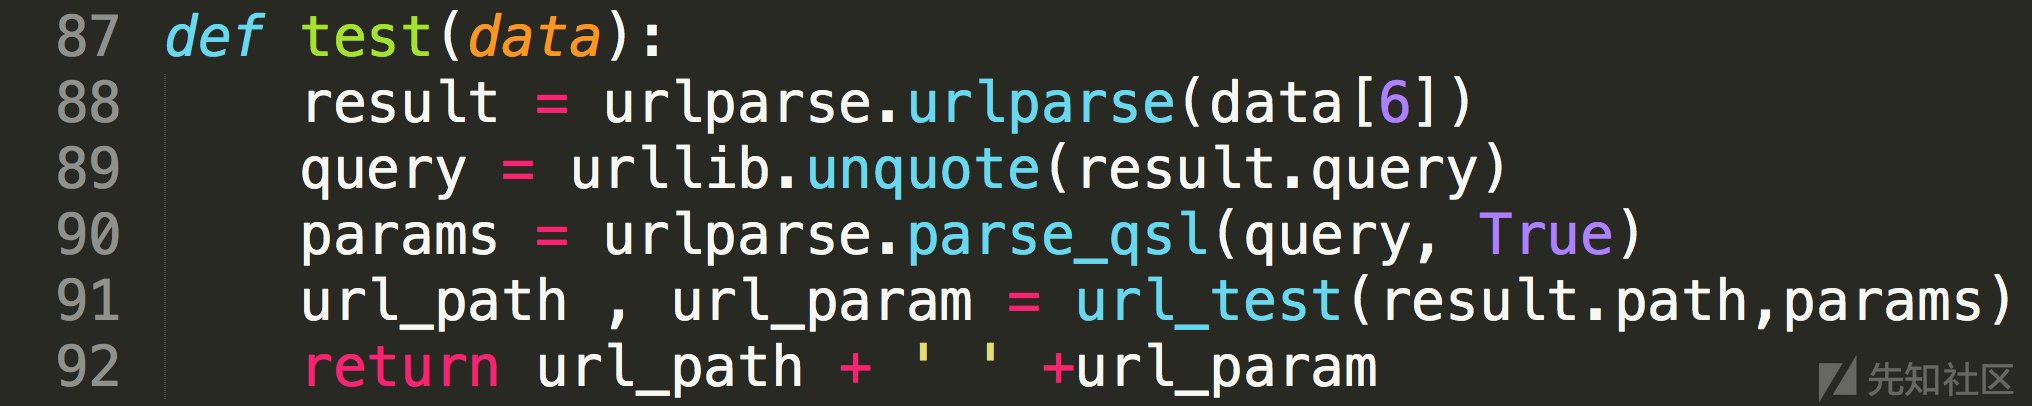 87 def test(data):
88     result = urlparse.urlparse(data[6])
89     query = urllib.unquote(result.query)
90     params = urlparse.parse_qsl(query, True)
91     url_path , url_param = url_test(result.path,params)
92     return url_path + ' ' +url_param
先知社区